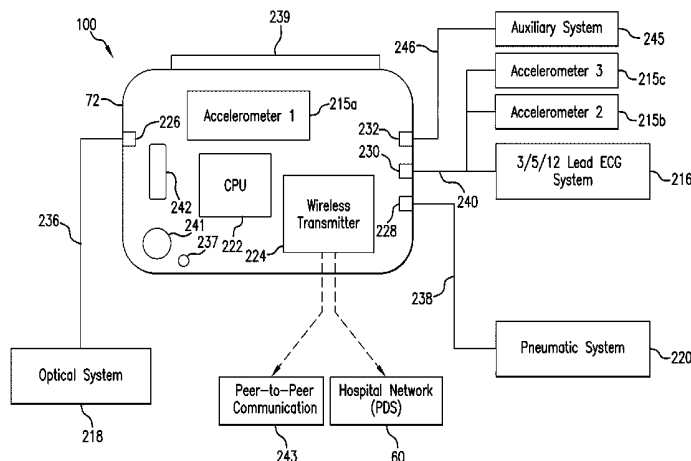 100
239
246
Auxiliary System
245
Accelerometer 3
215c
Accelerometer 2
215b
3/5/12 Lead ECG
System
216
72
226
Accelerometer 1
215a
232
230
228
240
CPU
222
Wireless
Transmitter
224
242
241
237
236
238
Optical System
218
Peer-to-Peer
Communication
243
Hospital Network
(PDS)
60
Pneumatic System
220